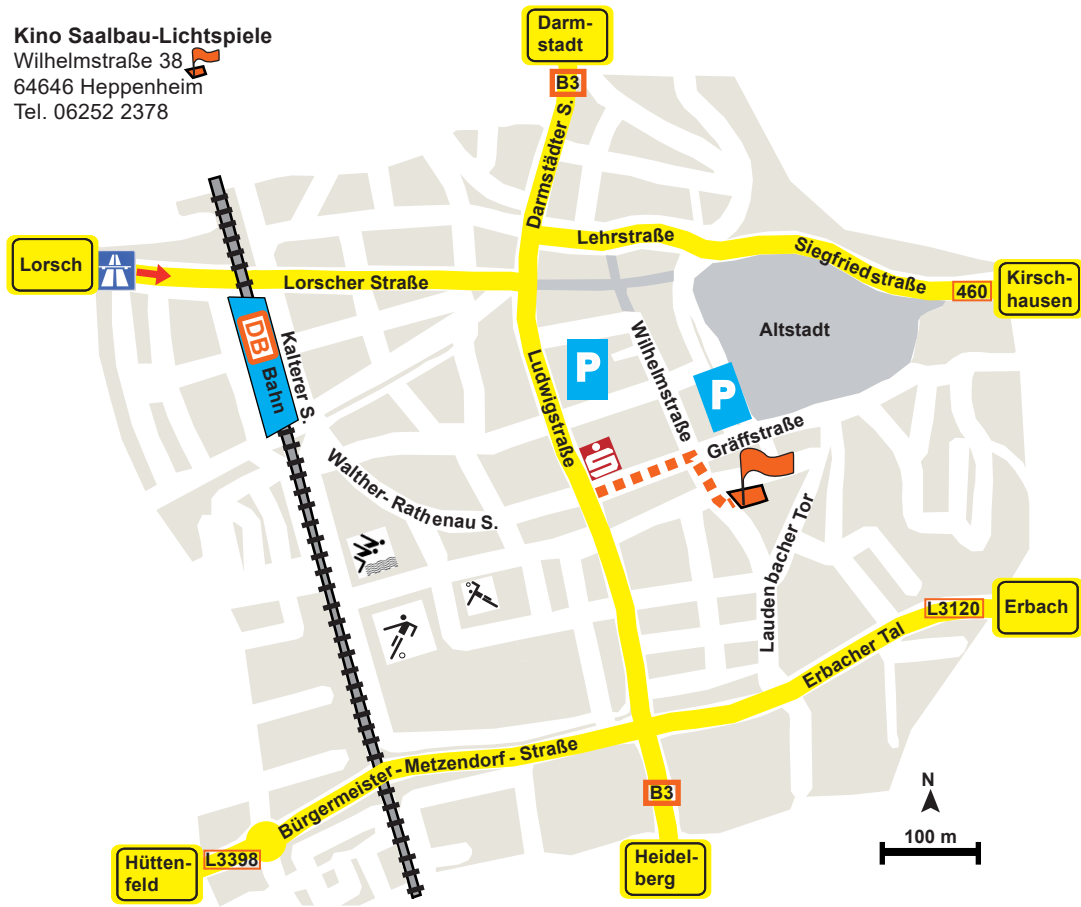 Kino Saalbau-Lichtspiele
Wilhelmstraße 38
64646 Heppenheim
Tel. 06252 2378
Darm-
stadt
B3
Darmstädter S.
Lehrstraße
Siegfriedstraße
Lorsch
Lorscher Straße
460
Kirsch-
hausen
DB
Bahn
Kalterer S.
Altstadt
Wilhelmstraße
P
P
Ludwigstraße
Gräffstraße
Walther-Rathenau S.
Laudenbacher Tor
L3120
Erbach
Erbacher Tal
Bürgermeister-Metzendorf-Straße
B3
N
100 m
L3398
Hütten-
feld
Heidel-
berg